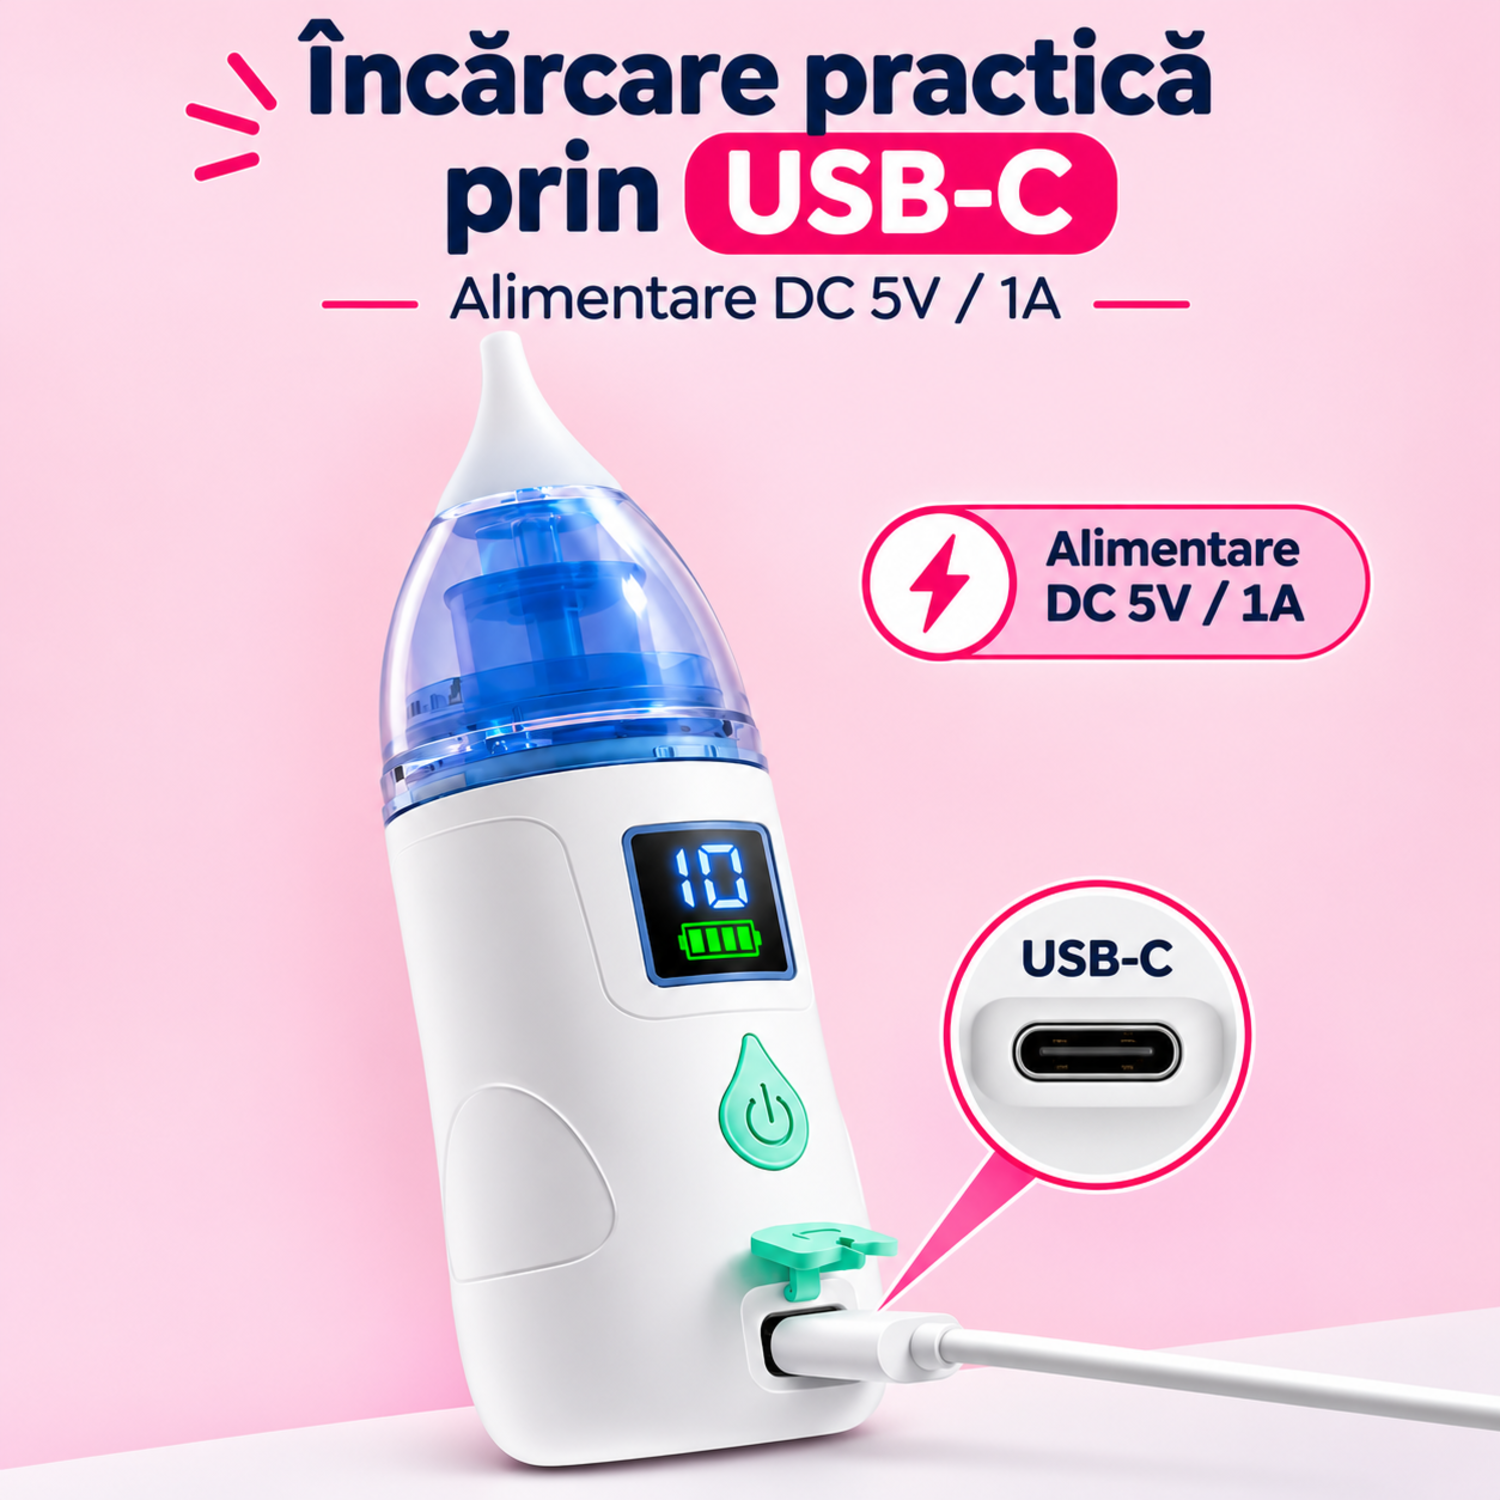 Încărcare practică
prin USB-C
Alimentare DC 5V / 1A
Alimentare
DC 5V / 1A
10
USB-C